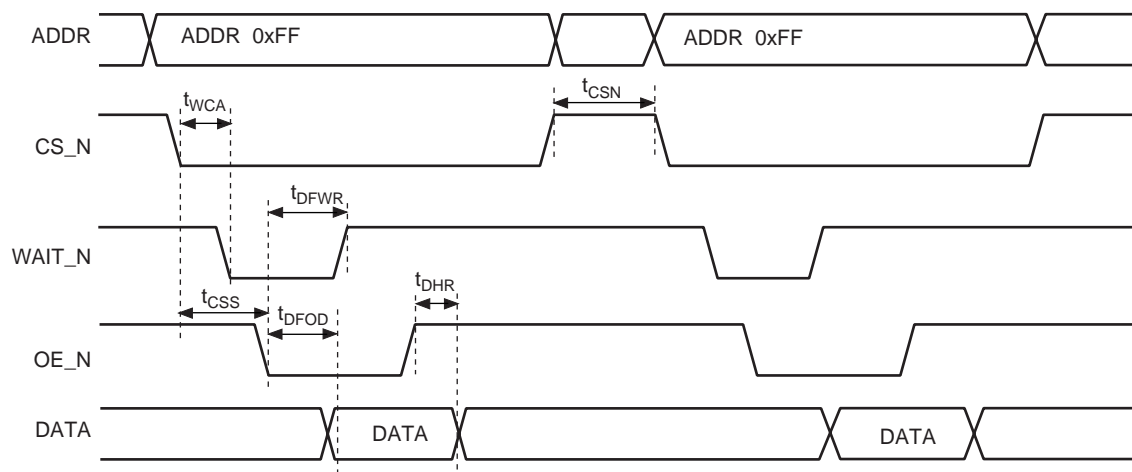 ADDR ADDR 0xFF ADDR 0xFF
tCSN
tWCA
CS_N
tDFWR
WAIT_N
tDHR
tCSS tDFOD
OE_N
DATA DATA DATA